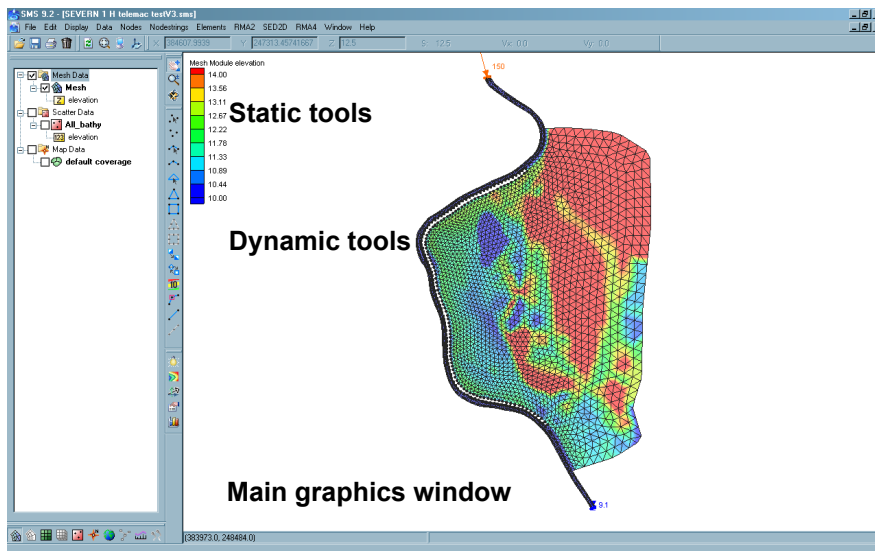 SMS 9.2 - [SEVERN 1 H telemac testV3.sms]
File Edit Display Data Nodes Nodestrings Elements RMA2 SED2D RMA4 Window Help
X 384607.9939 Y 247313.45741667 Z 12.5 S: 12.5 Vx: 0.0 Vy: 0.0
Mesh Data
Mesh
Z elevation
Scatter Data
All_bathy
123 elevation
Map Data
default coverage
Mesh Module elevation
14.00
13.56
13.11
12.67
12.22
11.78
11.33
10.89
10.44
10.00
150
Static tools
Dynamic tools
Main graphics window
9.1
(383973.0, 248484.0)